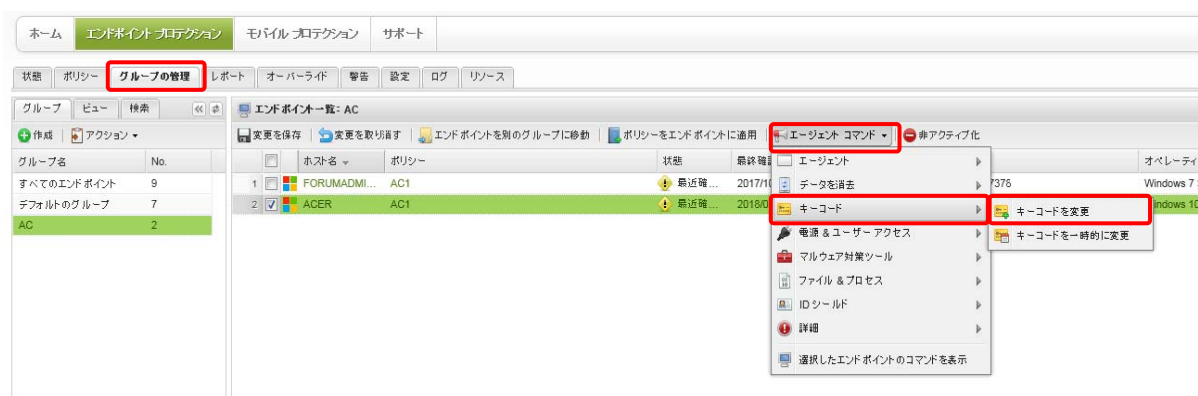 ホーム エンドポイント プロテクション モバイル プロテクション サポート
状態 ポリシー グループの管理 レポート オーバーライド 警告 設定 ログ リソース
グループ ビュー 検索 エンドポイント一覧: AC
作成 アクション 変更を保存 変更を取り消す エンドポイントを別のグループに移動 ポリシーをエンドポイントに適用 エージェント コマンド 非アクティブ化
グループ名 No. ホスト名 ポリシー 状態 最終確認 エージェント オペレーティ
すべてのエンドポイント 9 1 FORUMADMI... AC1 最近確... 2017/10 データを消去 7376 Windows 7
デフォルトのグループ 7 2 ACER AC1 最近確... 2018/0 キーコード キーコードを変更 Windows 10
AC 2 電源 & ユーザー アクセス キーコードを一時的に変更
マルウェア対策ツール
ファイル & プロセス
ID シールド
詳細
選択したエンドポイントのコマンドを表示